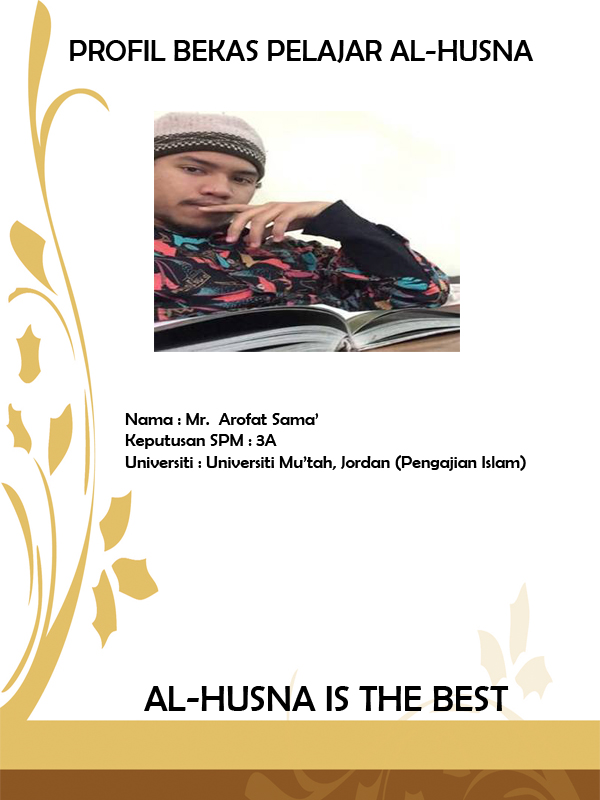 PROFIL BEKAS PELAJAR AL-HUSNA
Nama : Mr.  Arofat Sama’
Keputusan SPM : 3A
Universiti : Universiti Mu’tah, Jordan (Pengajian Islam)
AL-HUSNA IS THE BEST